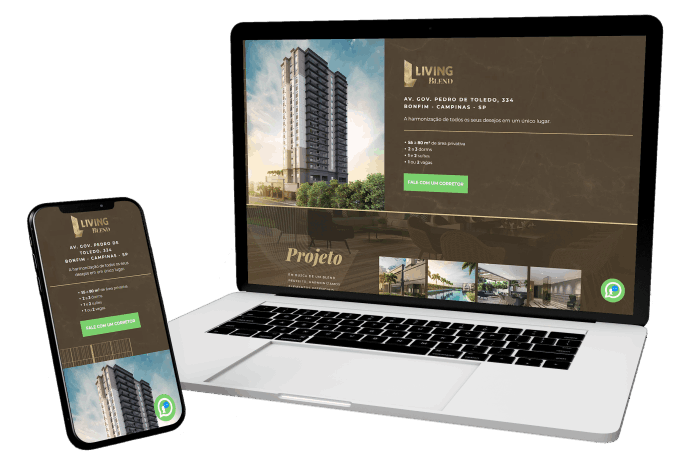 LIVING
BLEND
AV. GOV. PEDRO DE TOLEDO, 334
BONFIM - CAMPINAS - SP
A harmonização de todos os seus desejos em um único lugar.
• 56 a 80 m² de área privativa
• 2 a 3 dorms
• 1 e 2 suítes
• 1 ou 2 vagas
FALE COM UM CORRETOR
Projeto
EM BUSCA DE UM BLEND
LIVING
BLEND
AV. GOV. PEDRO DE
TOLEDO, 334
BONFIM - CAMPINAS - SP
A harmonização de todos os seus
desejos em um único lugar.
• 56 a 80 m² de área privativa
• 2 a 3 dorms
• 1 e 2 suítes
• 1 ou 2 vagas
FALE COM UM CORRETOR